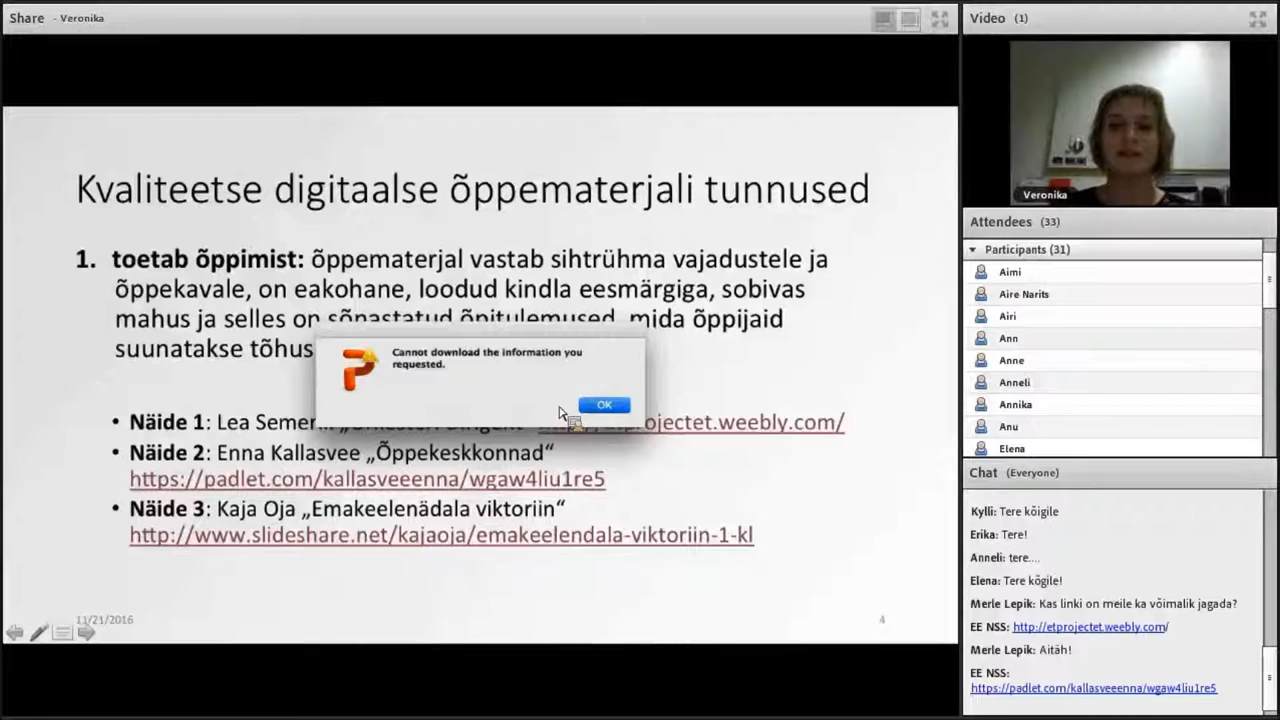 Share - Veronika
Kvaliteetse digitaalse õppematerjali tunnused
1. toetab õppimist: õppematerjal vastab sihtrühma vajadustele ja
õppekavale, on eakohane, loodud kindla eesmärgiga, sobivas
mahus ja selles on sõnastatud õpitulemused, mida õppijaid
suunatakse
Cannot download the information you
requested.
OK
• Näide 1: Lea
etprojectet.weebly.com/
• Näide 2: Enna Kallasvee „Õppekeskkonnad“
https://padlet.com/kallasveeenna/wgaw4liu1re5
• Näide 3: Kaja Oja „Emakeelenädala viktoriin“
http://www.slideshare.net/kajaoja/emakeelendala-viktoriin-1-kl
11/21/2016
4
Video (1)
Veronika
Attendees (33)
Participants (31)
Aimi
Aire Narits
Airi
Ann
Anne
Anneli
Annika
Anu
Elena
Chat (Everyone)
Kylli: Tere kõigile
Erika: Tere!
Anneli: tere....
Elena: Tere kõgile!
Merle Lepik: Kas linki on meile ka võimalik jagada?
EE NSS: http://etprojectet.weebly.com/
Merle Lepik: Aitäh!
EE NSS:
https://padlet.com/kallasveeenna/wgaw4liu1re5